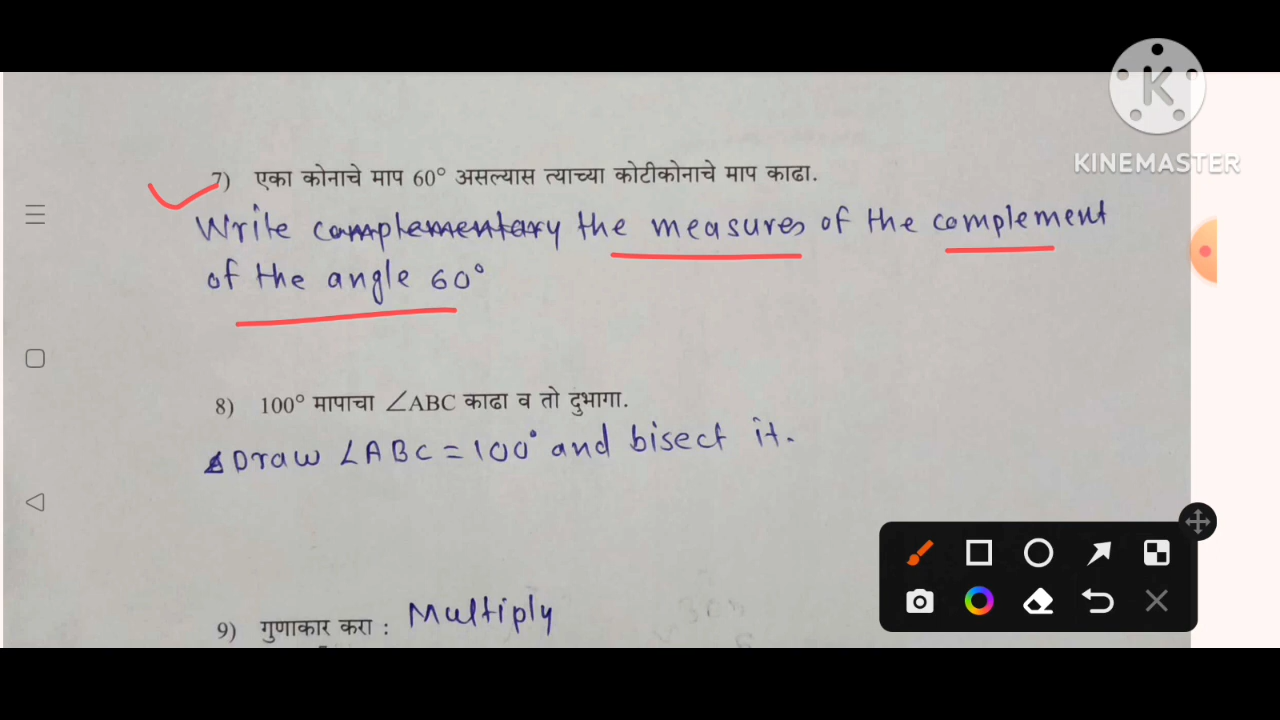 KINEMASTER
7) एका कोनाचे माप 60° असल्यास त्याच्या कोटीकोनाचे माप काढा.
Write complementary the measures of the complement
of the angle 60°
8) 100° मापाचा ∠ABC काढा व तो दुभागा.
Draw ∠ABC = 100° and bisect it.
9) गुणाकार करा : Multiply